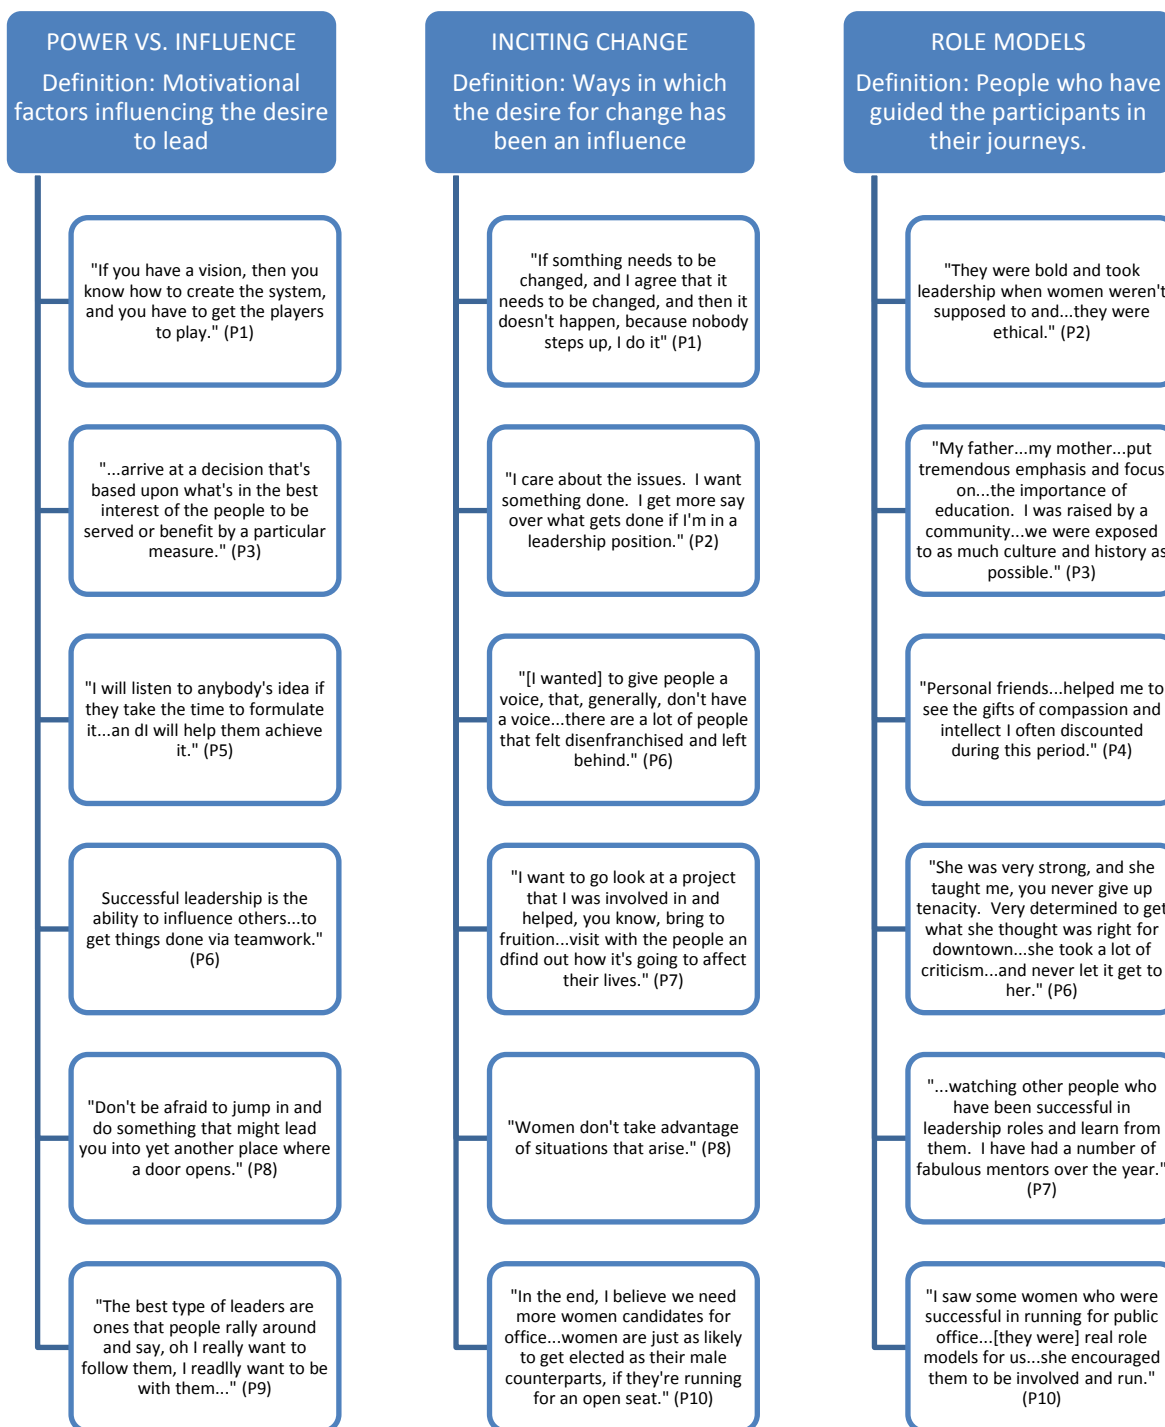 POWER VS. INFLUENCE
Definition: Motivational
factors influencing the desire
to lead
"If you have a vision, then you
know how to create the system,
and you have to get the players
to play." (P1)
"...arrive at a decision that's
based upon what's in the best
interest of the people to be
served or benefit by a particular
measure." (P3)
"I will listen to anybody's idea if
they take the time to formulate
it...an dI will help them achieve
it." (P5)
Successful leadership is the
ability to influence others...to
get things done via teamwork."
(P6)
"Don't be afraid to jump in and
do something that might lead
you into yet another place where
a door opens." (P8)
"The best type of leaders are
ones that people rally around
and say, oh I really want to
follow them, I readlly want to be
with them..." (P9)
INCITING CHANGE
Definition: Ways in which
the desire for change has
been an influence
"If somthing needs to be
changed, and I agree that it
needs to be changed, and then it
doesn't happen, because nobody
steps up, I do it" (P1)
"I care about the issues.  I want
something done.  I get more say
over what gets done if I'm in a
leadership position." (P2)
"[I wanted] to give people a
voice, that, generally, don't have
a voice...there are a lot of people
that felt disenfranchised and left
behind." (P6)
"I want to go look at a project
that I was involved in and
helped, you know, bring to
fruition...visit with the people an
dfind out how it's going to affect
their lives." (P7)
"Women don't take advantage
of situations that arise." (P8)
"In the end, I believe we need
more women candidates for
office...women are just as likely
to get elected as their male
counterparts, if they're running
for an open seat." (P10)
ROLE MODELS
Definition: People who have
guided the participants in
their journeys.
"They were bold and took
leadership when women weren't
supposed to and...they were
ethical." (P2)
"My father...my mother...put
tremendous emphasis and focus
on...the importance of
education.  I was raised by a
community...we were exposed
to as much culture and history as
possible." (P3)
"Personal friends...helped me to
see the gifts of compassion and
intellect I often discounted
during this period." (P4)
"She was very strong, and she
taught me, you never give up
tenacity.  Very determined to get
what she thought was right for
downtown...she took a lot of
criticism...and never let it get to
her." (P6)
"...watching other people who
have been successful in
leadership roles and learn from
them.  I have had a number of
fabulous mentors over the year."
(P7)
"I saw some women who were
successful in running for public
office...[they were] real role
models for us...she encouraged
them to be involved and run."
(P10)